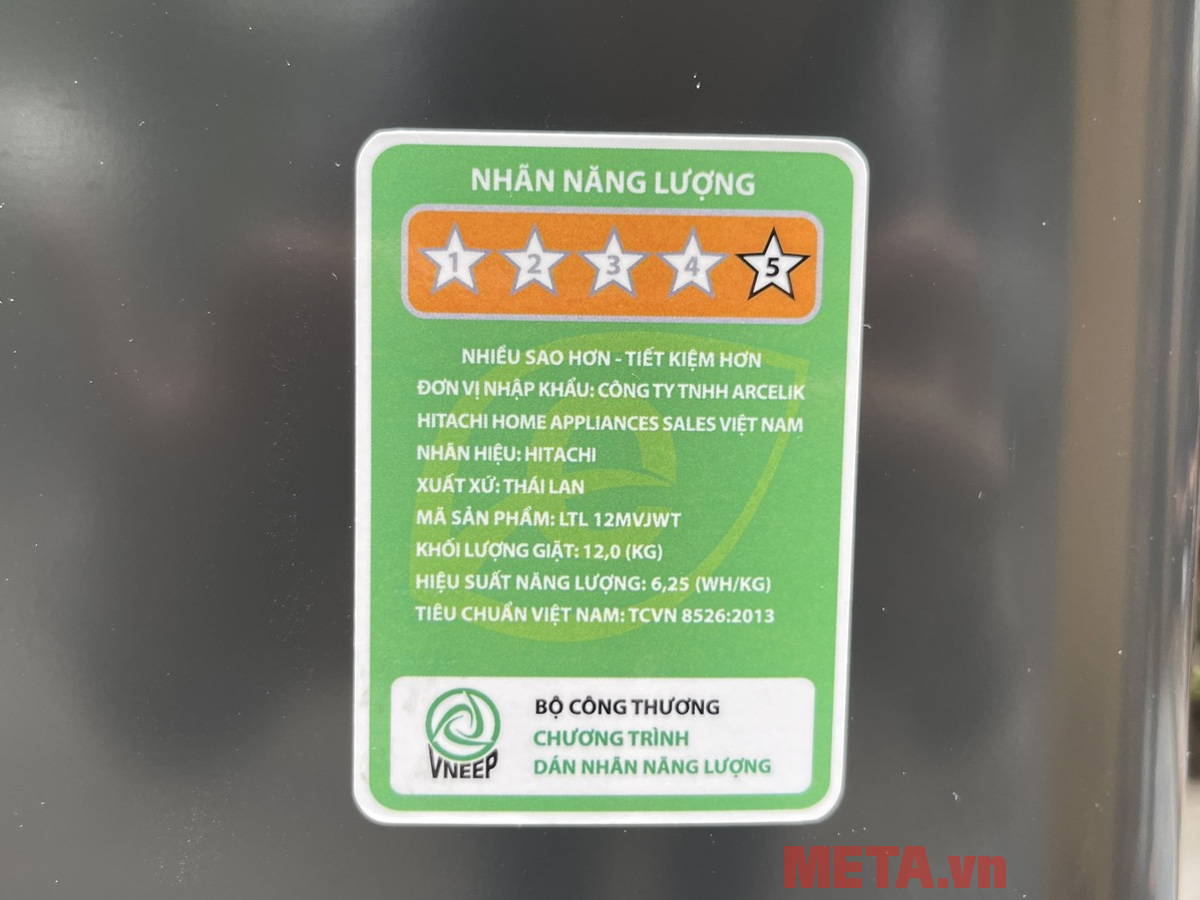 NHÃN NĂNG LƯỢNG
1 2 3 4 5
NHIỀU SAO HƠN - TIẾT KIỆM HƠN
ĐƠN VỊ NHẬP KHẨU: CÔNG TY TNHH ARCELIK
HITACHI HOME APPLIANCES SALES VIỆT NAM
NHÃN HIỆU: HITACHI
XUẤT XỨ: THÁI LAN
MÃ SẢN PHẨM: LTL 12MVJWT
KHỐI LƯỢNG GIẶT: 12,0 (KG)
HIỆU SUẤT NĂNG LƯỢNG: 6,25 (WH/KG)
TIÊU CHUẨN VIỆT NAM: TCVN 8526:2013
BỘ CÔNG THƯƠNG
CHƯƠNG TRÌNH
DÁN NHÃN NĂNG LƯỢNG
VNEEP
META.vn